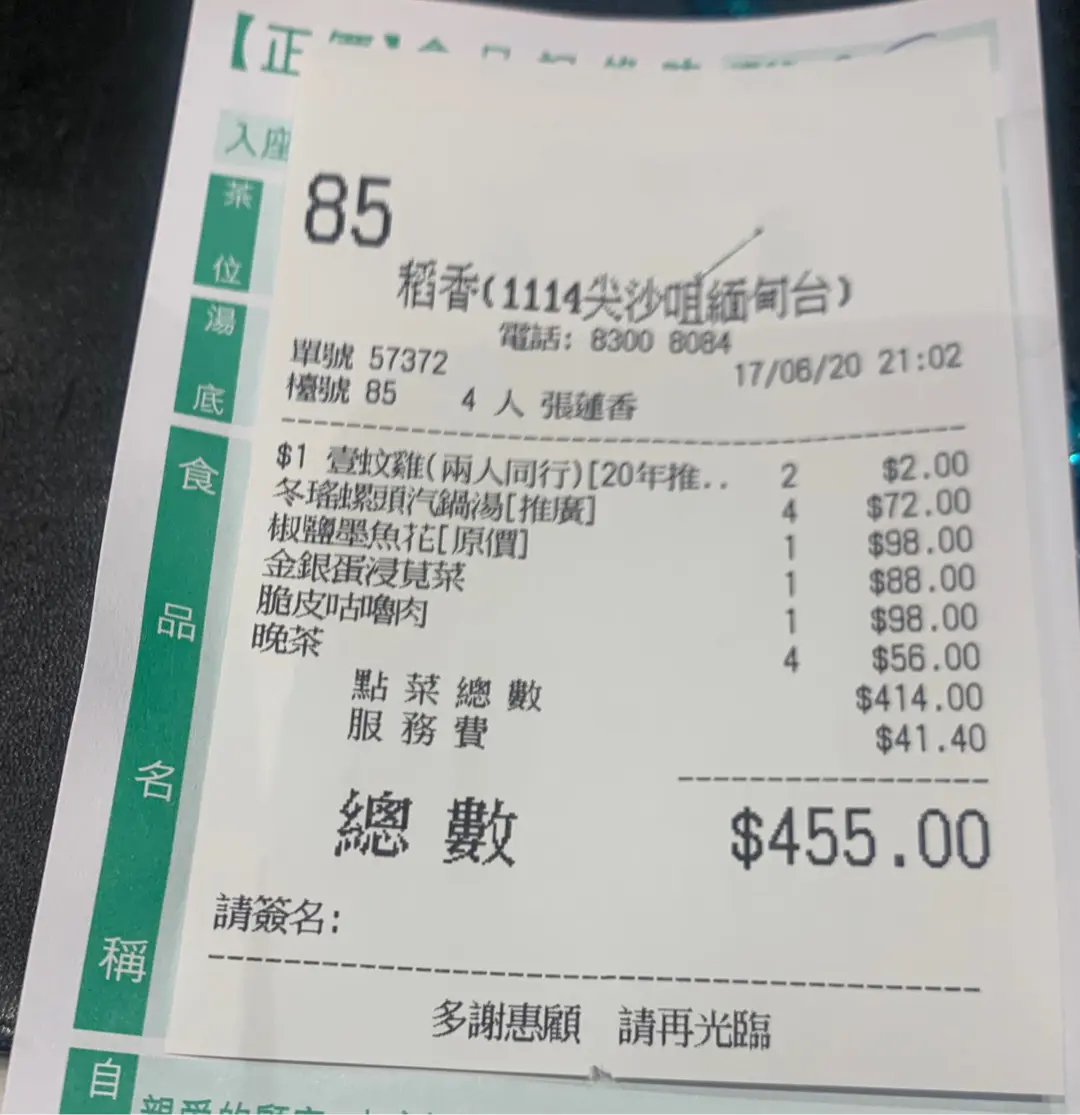 【正
入座
茶位
湯底
食品名稱
自
85
稻香(1114尖沙咀緬甸台)
電話: 8300 8084
單號 57372 17/06/20 21:02
檯號 85 4 人 張蓮香
$1 壹蚊雞(兩人同行)[20年推.. 2 $2.00
冬瑤螺頭汽鍋湯[推廣] 4 $72.00
椒鹽墨魚花[原價] 1 $98.00
金銀蛋浸莧菜 1 $88.00
脆皮咕嚕肉 1 $98.00
晚茶 4 $56.00
點菜總數 $414.00
服務費 $41.40
總數 $455.00
請簽名:
多謝惠顧 請再光臨